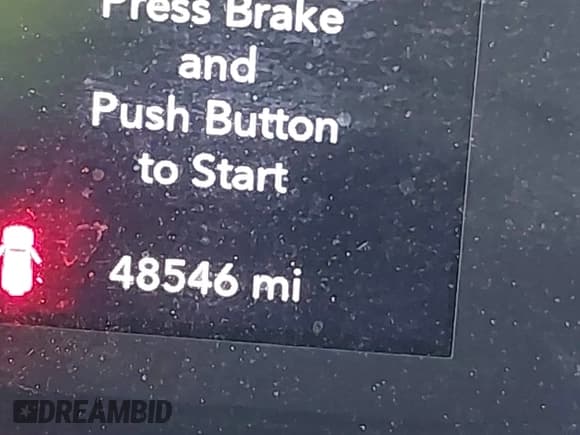 Press Brake
and
Push Button
to Start
48546 mi
DREAMBID